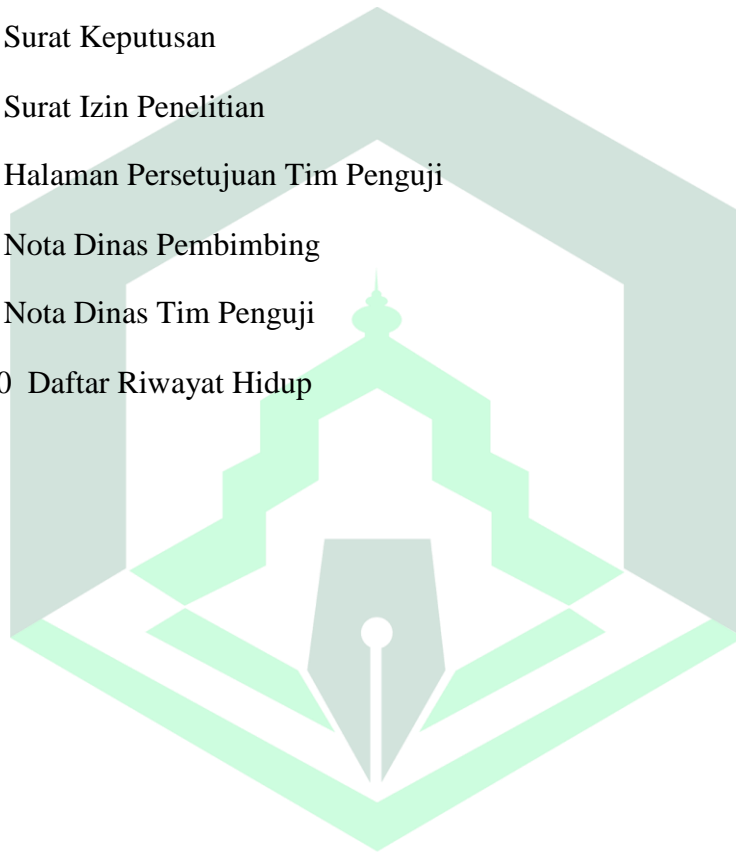 Surat Keputusan
Surat Izin Penelitian
Halaman Persetujuan Tim Penguji
Nota Dinas Pembimbing
Nota Dinas Tim Penguji
0 Daftar Riwayat Hidup